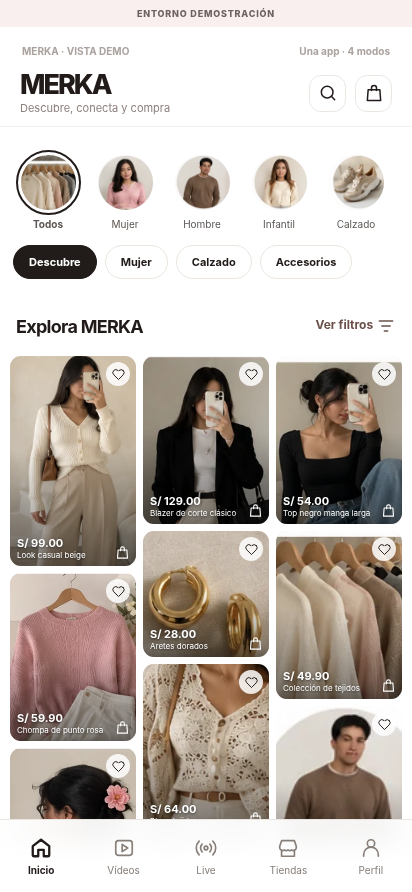 ENTORNO DEMOSTRACIÓN
MERKA · VISTA DEMO
Una app · 4 modos
MERKA
Descubre, conecta y compra
Todos
Mujer
Hombre
Infantil
Calzado
Descubre
Mujer
Calzado
Accesorios
Explora MERKA
Ver filtros
S/ 99.00
Look casual beige
S/ 129.00
Blazer de corte clásico
S/ 54.00
Top negro manga larga
S/ 28.00
Aretes dorados
S/ 49.90
Colección de tejidos
S/ 59.90
Chompa de punto rosa
S/ 64.00
Inicio
Vídeos
Live
Tiendas
Perfil